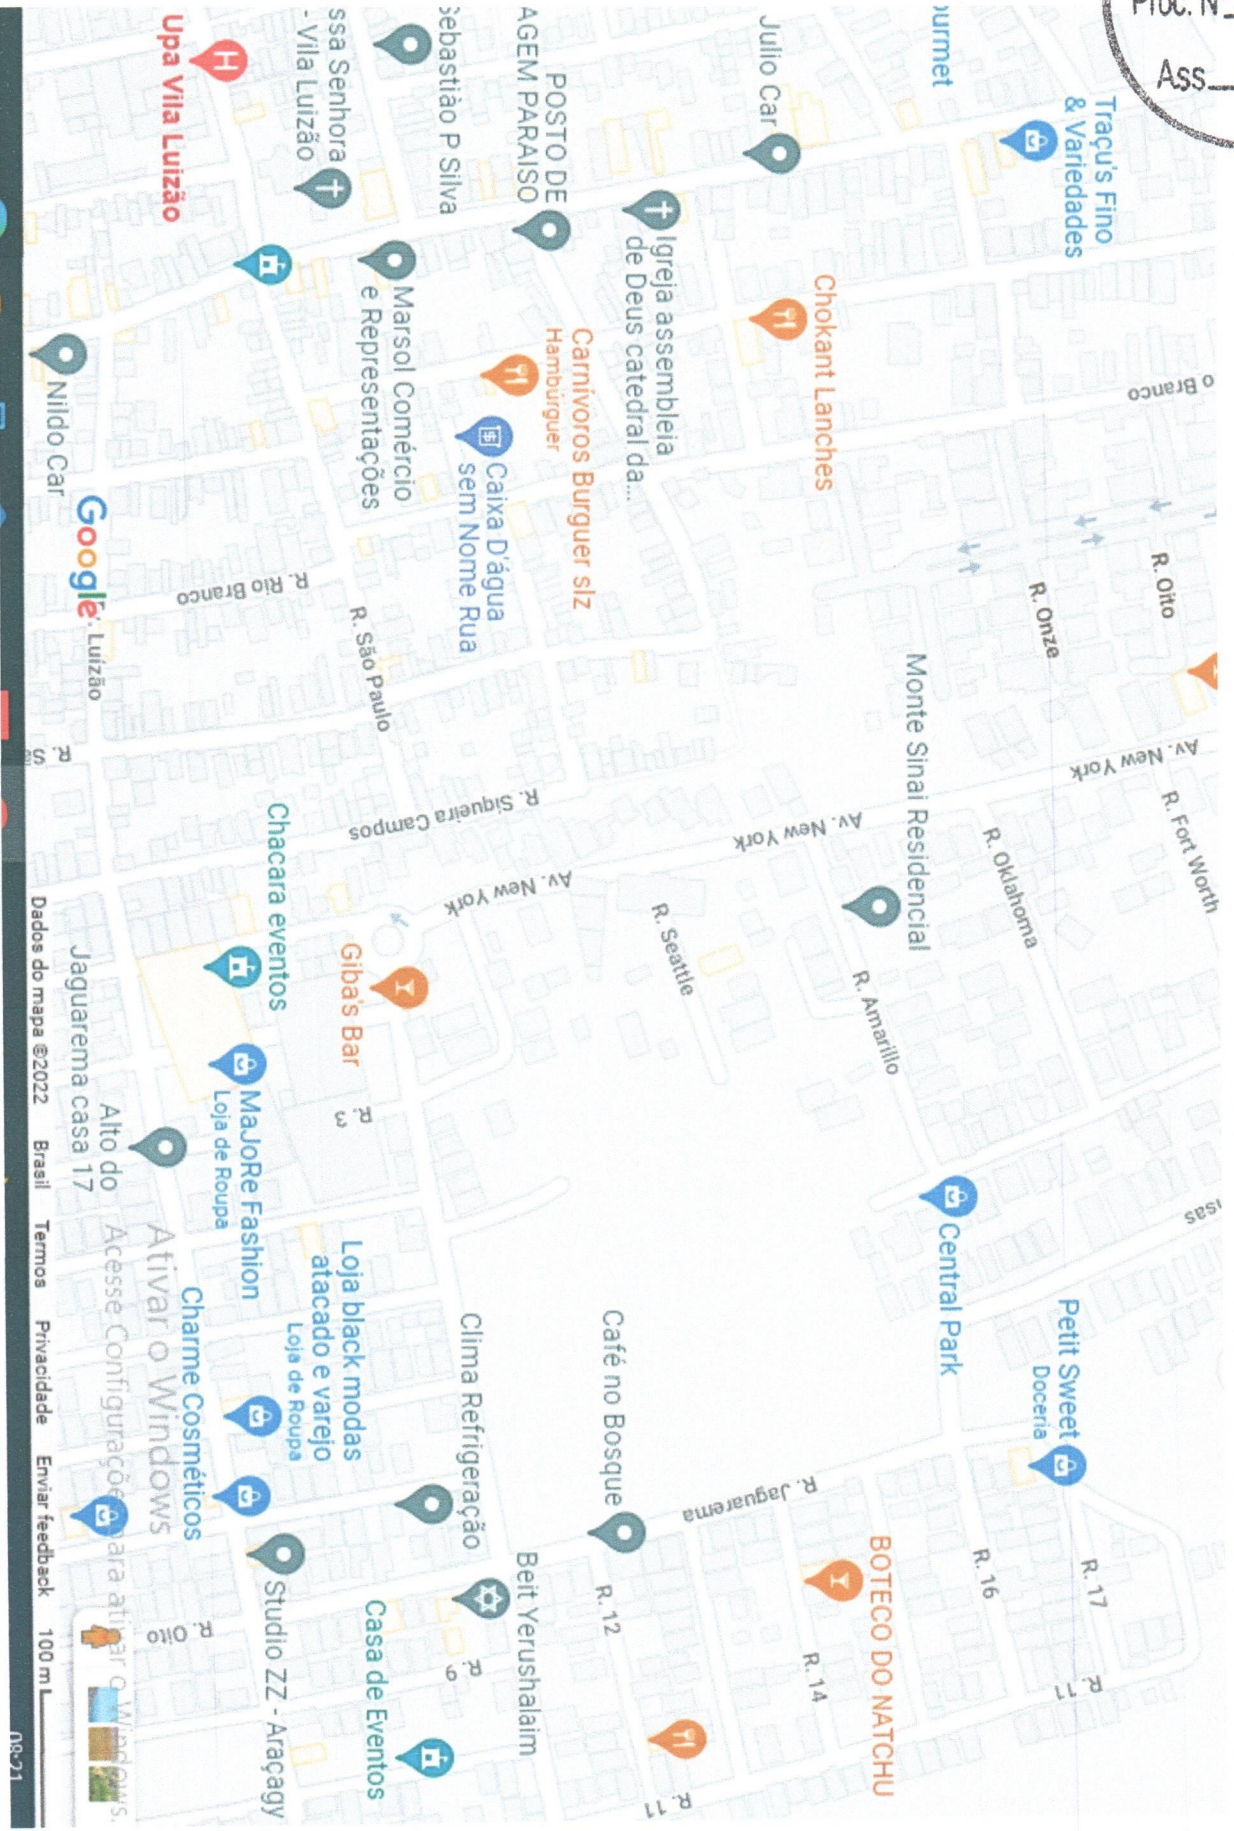 Proc. N
Ass
Traçu's Fino
& Variedades
ourmet
o Branco
R. Oito
R. Onze
Av. New York
R. Fort Worth
Julio Car
Chokant Lanches
Monte Sinai Residencial
R. Oklahoma
Av. New York
R. Amarillo
Central Park
Petit Sweet
Doceria
R. 17
R. 16
R. 11
Igreja assembleia
de Deus catedral da...
POSTO DE
AGEM PARAISO
Carnívoros Burguer slz
Hambúrguer
R. Seattle
BOTECO DO NATCHU
R. Jaguarema
R. 14
Sebastião P Silva
Caixa D'água
sem Nome Rua
Av. New York
R. Siqueira Campos
Café no Bosque
R. 12
R. 11
ssa Senhora
- Vila Luizão
Marsol Comércio
e Representações
R. São Paulo
Giba's Bar
R. 3
Clima Refrigeração
Beit Yerushalaim
R. 9
Upa Vila Luizão
R. Rio Branco
Chacara eventos
Loja black modas
atacado e varejo
Loja de Roupa
Casa de Eventos
MaJoRe Fashion
Loja de Roupa
Charme Cosméticos
Studio ZZ - Araçagy
R. Oito
Nildo Car
Google
Luizão
Alto do
Jaguarema casa 17
Ativar o Windows
Acesse Configurações para ativar o Windows.
Dados do mapa ©2022 Brasil Termos Privacidade Enviar feedback 100 m
08:21